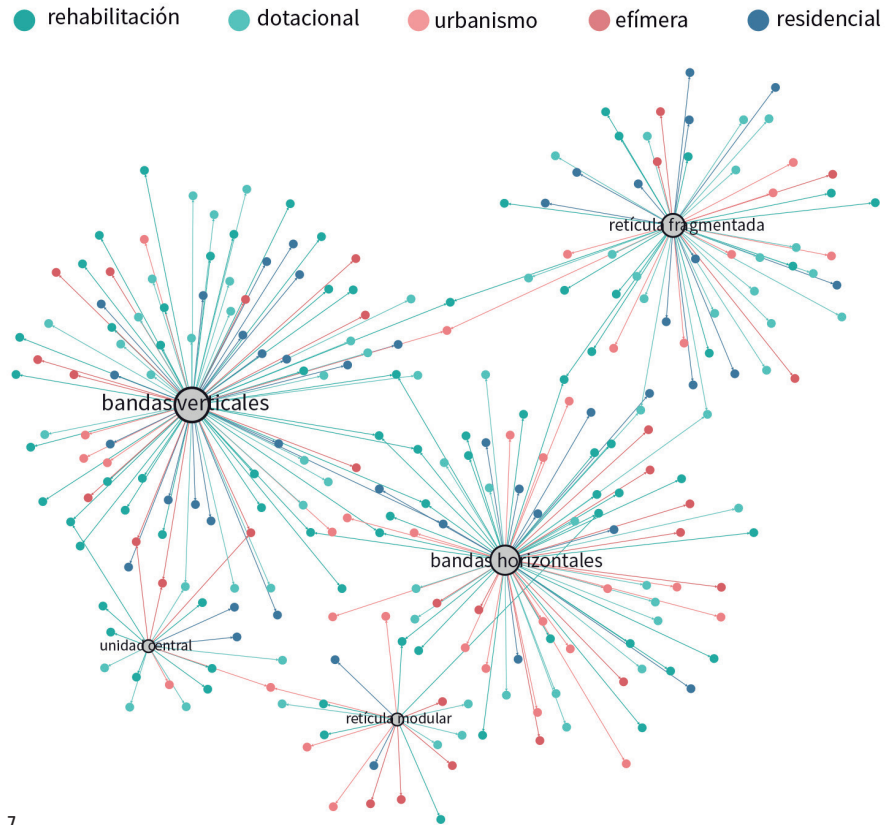 rehabilitación dotacional urbanismo efímera residencial
retícula fragmentada
bandas verticales
bandas horizontales
unidad central
retícula modular
7